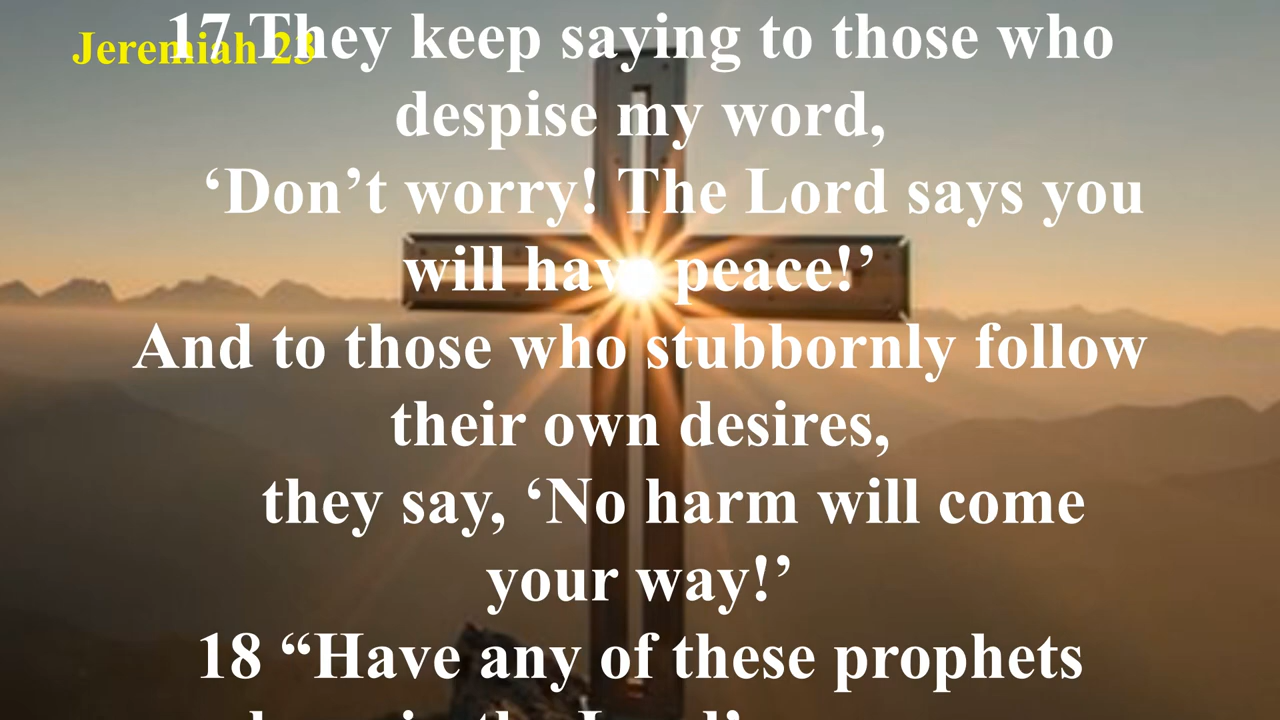 Jeremiah 23
17 They keep saying to those who
despise my word,
‘Don’t worry! The Lord says you
will have peace!’
And to those who stubbornly follow
their own desires,
they say, ‘No harm will come
your way!’
18 “Have any of these prophets